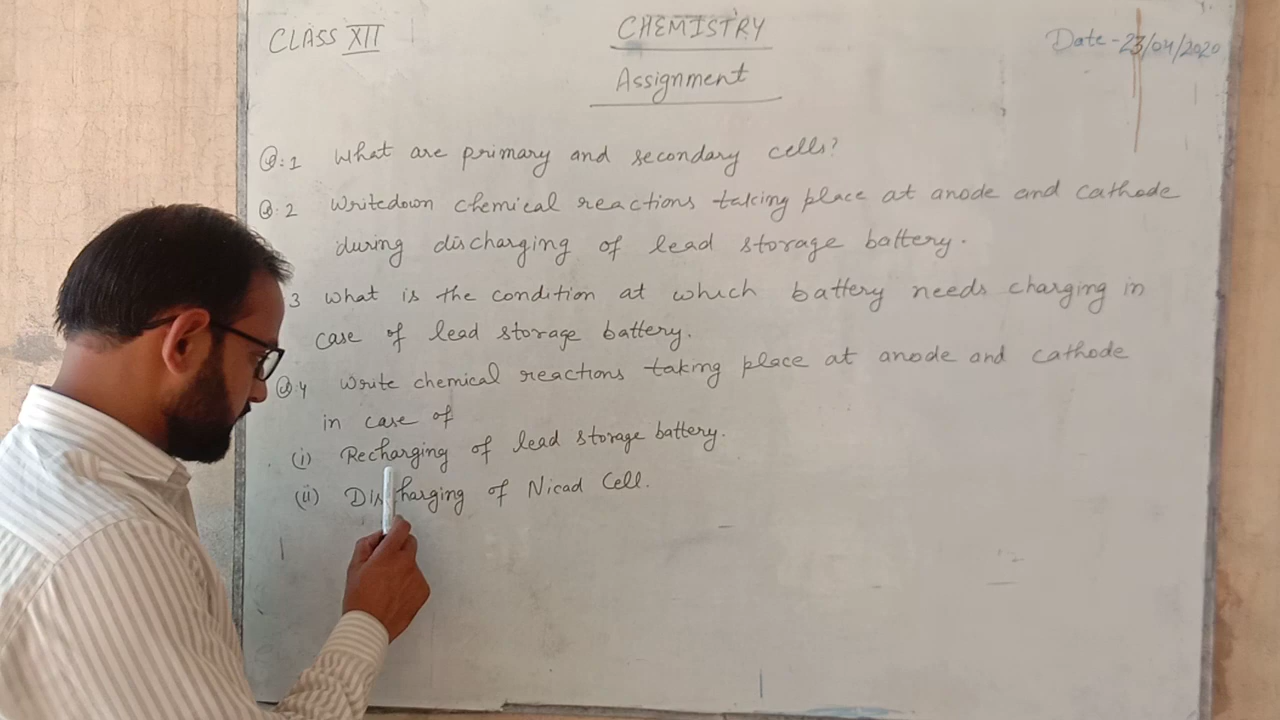 CLASS XII
CHEMISTRY
Date-23/04/2020
Assignment
Q:1 What are primary and secondary cells?
Q:2 Writedown chemical reactions taking place at anode and cathode
during discharging of lead storage battery.
3 What is the condition at which battery needs charging in
case of lead storage battery.
Q:4 Write chemical reactions taking place at anode and cathode
in case of
(i) Recharging of lead storage battery.
(ii) Discharging of Nicad Cell.